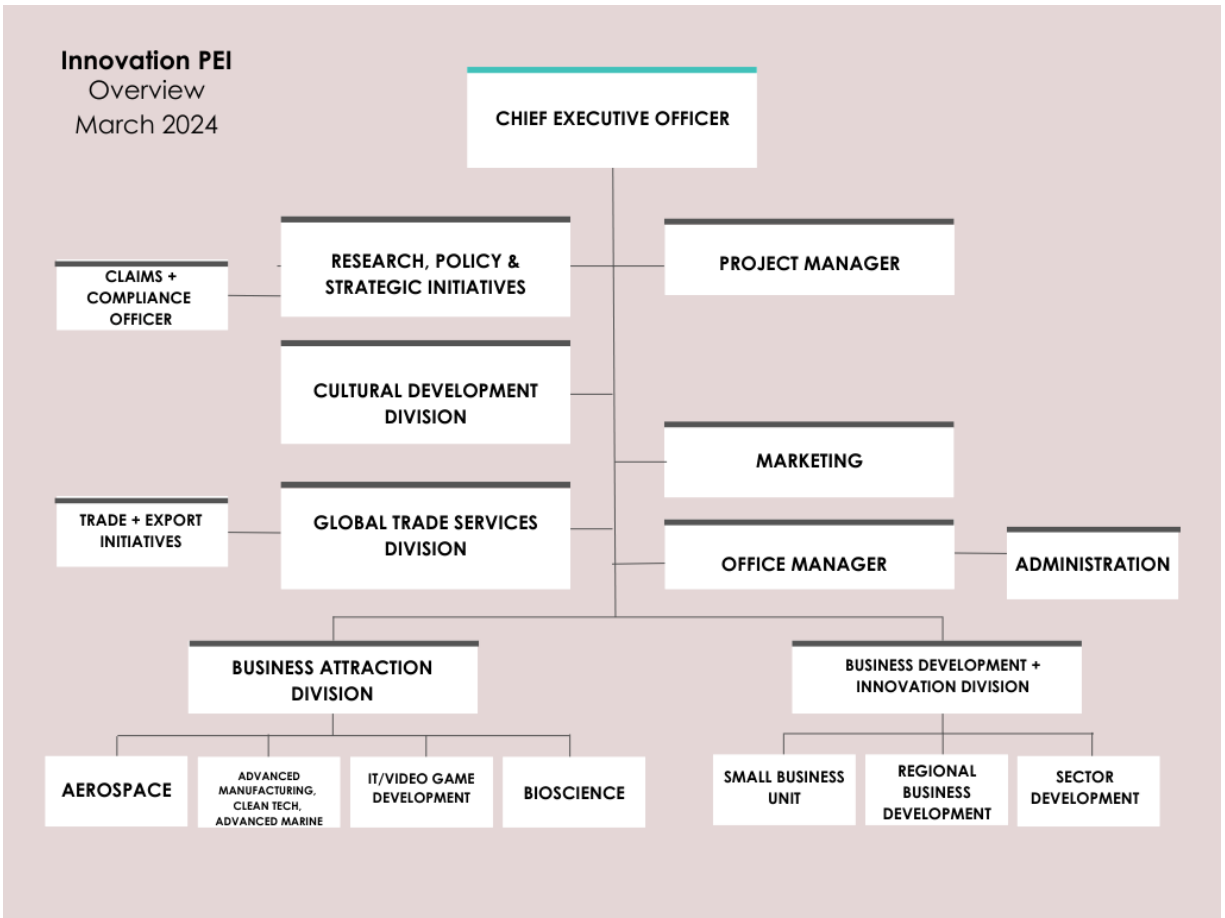 Innovation PEI
Overview
March 2024
CHIEF EXECUTIVE OFFICER
RESEARCH, POLICY &
STRATEGIC INITIATIVES
PROJECT MANAGER
CLAIMS +
COMPLIANCE
OFFICER
CULTURAL DEVELOPMENT
DIVISION
MARKETING
TRADE + EXPORT
INITIATIVES
GLOBAL TRADE SERVICES
DIVISION
OFFICE MANAGER
ADMINISTRATION
BUSINESS ATTRACTION
DIVISION
BUSINESS DEVELOPMENT +
INNOVATION DIVISION
AEROSPACE
ADVANCED
MANUFACTURING,
CLEAN TECH,
ADVANCED MARINE
IT/VIDEO GAME
DEVELOPMENT
BIOSCIENCE
SMALL BUSINESS
UNIT
REGIONAL
BUSINESS
DEVELOPMENT
SECTOR
DEVELOPMENT